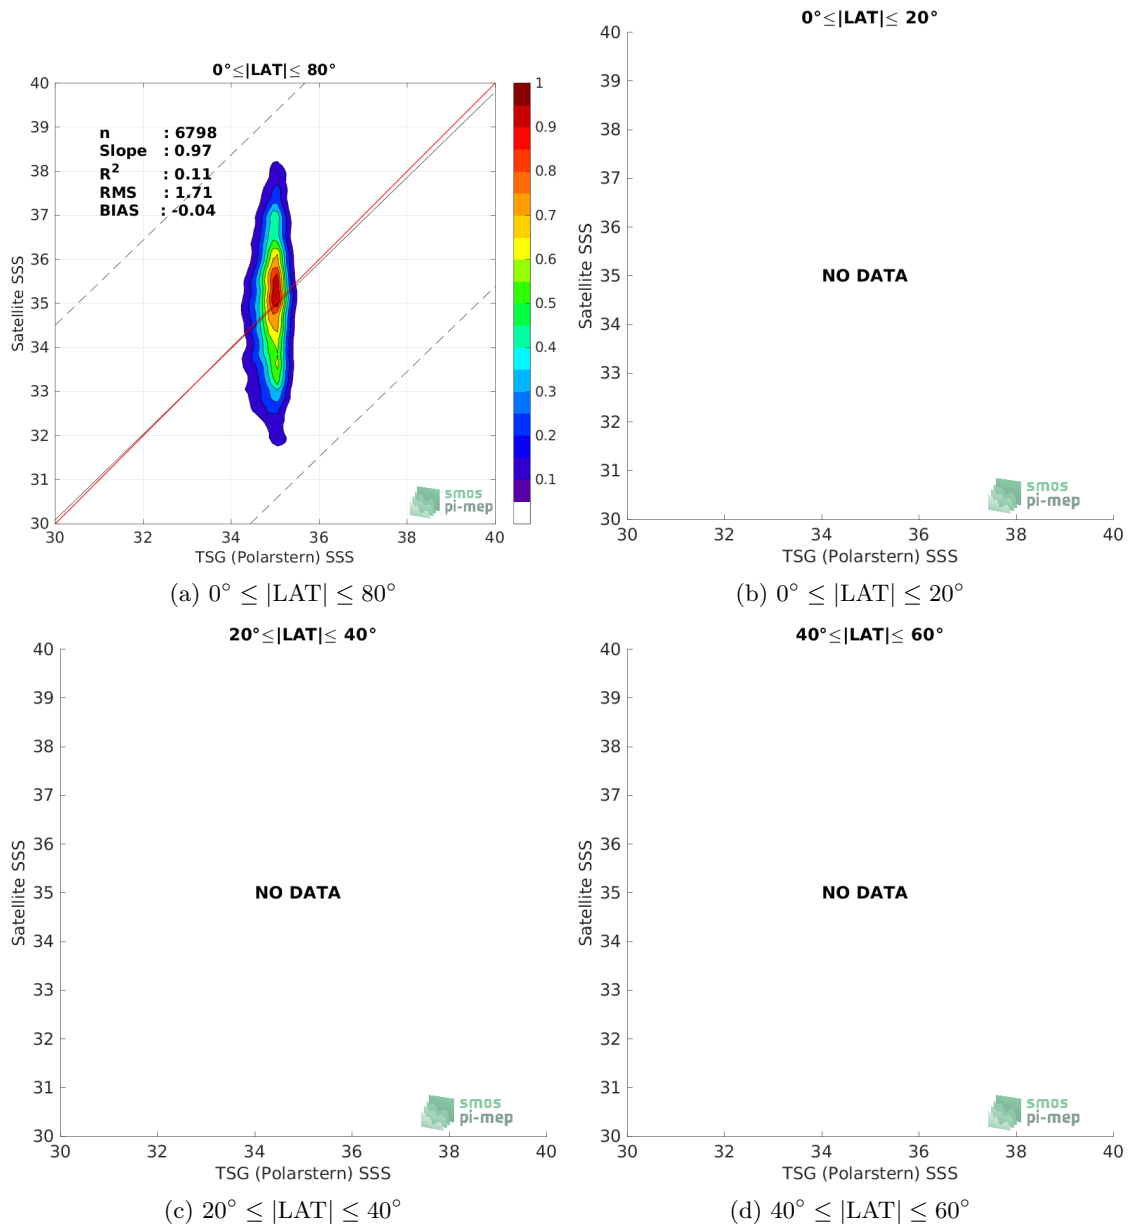 0°≤|LAT|≤ 80°
40
39
38
37
36
35
34
33
32
31
30
Satellite SSS
n : 6798
Slope : 0.97
R² : 0.11
RMS : 1.71
BIAS : -0.04
1
0.9
0.8
0.7
0.6
0.5
0.4
0.3
0.2
0.1
smos
pi-mep
30 32 34 36 38 40
TSG (Polarstern) SSS
(a) 0° ≤ |LAT| ≤ 80°
0°≤|LAT|≤ 20°
40
39
38
37
36
35
34
33
32
31
30
Satellite SSS
NO DATA
smos
pi-mep
30 32 34 36 38 40
TSG (Polarstern) SSS
(b) 0° ≤ |LAT| ≤ 20°
20°≤|LAT|≤ 40°
40
39
38
37
36
35
34
33
32
31
30
Satellite SSS
NO DATA
smos
pi-mep
30 32 34 36 38 40
TSG (Polarstern) SSS
(c) 20° ≤ |LAT| ≤ 40°
40°≤|LAT|≤ 60°
40
39
38
37
36
35
34
33
32
31
30
Satellite SSS
NO DATA
smos
pi-mep
30 32 34 36 38 40
TSG (Polarstern) SSS
(d) 40° ≤ |LAT| ≤ 60°